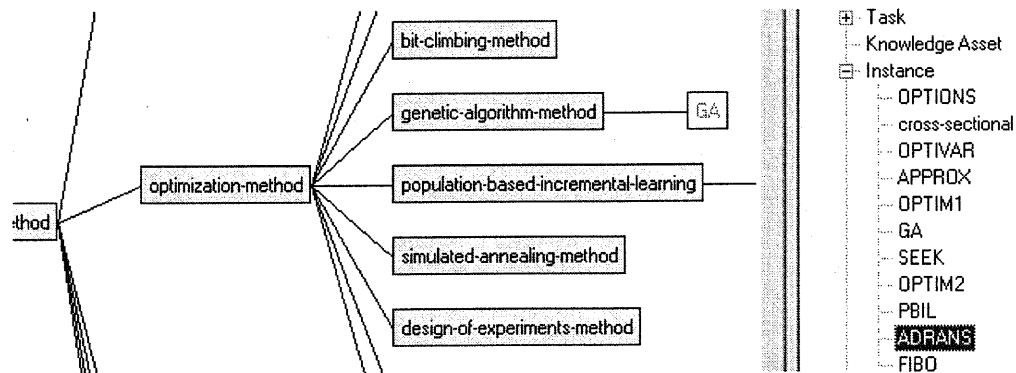 bit-climbing-method
genetic-algorithm-method
GA
optimization-method
population-based-incremental-learning
simulated-annealing-method
design-of-experiments-method
Task
Knowledge Asset
Instance
OPTIONS
cross-sectional
OPTIVAR
APPROX
OPTIM1
GA
SEEK
OPTIM2
PBIL
ADRANS
FIBO